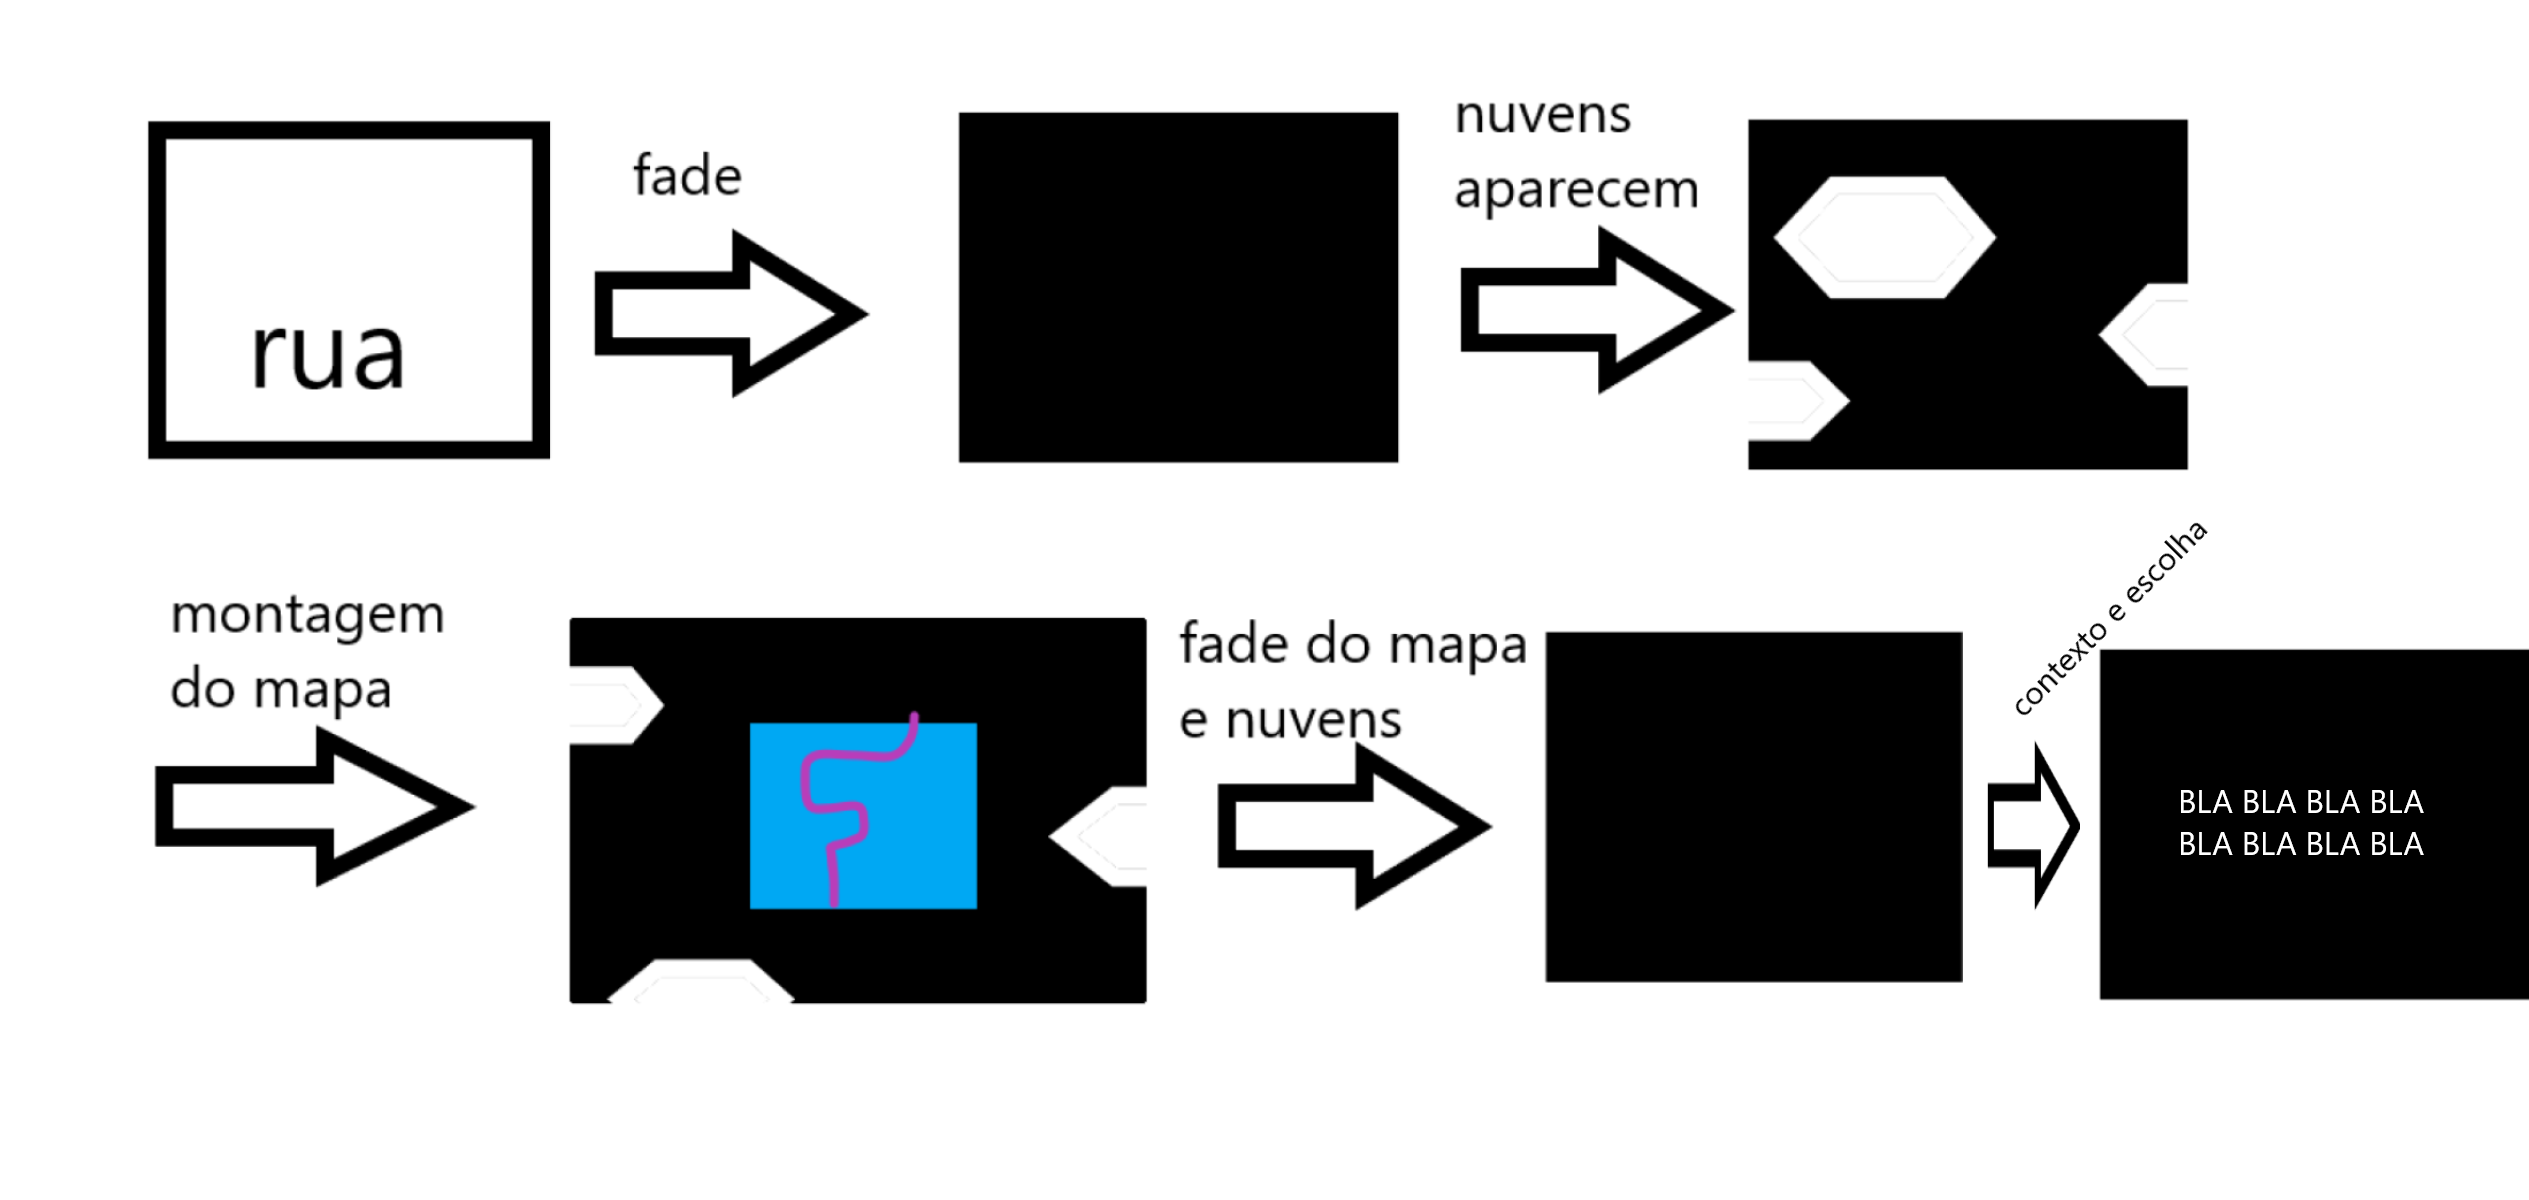 rua
fade
nuvens
aparecem
montagem
do mapa
fade do mapa
e nuvens
contexto e escolha
BLA BLA BLA BLA
BLA BLA BLA BLA